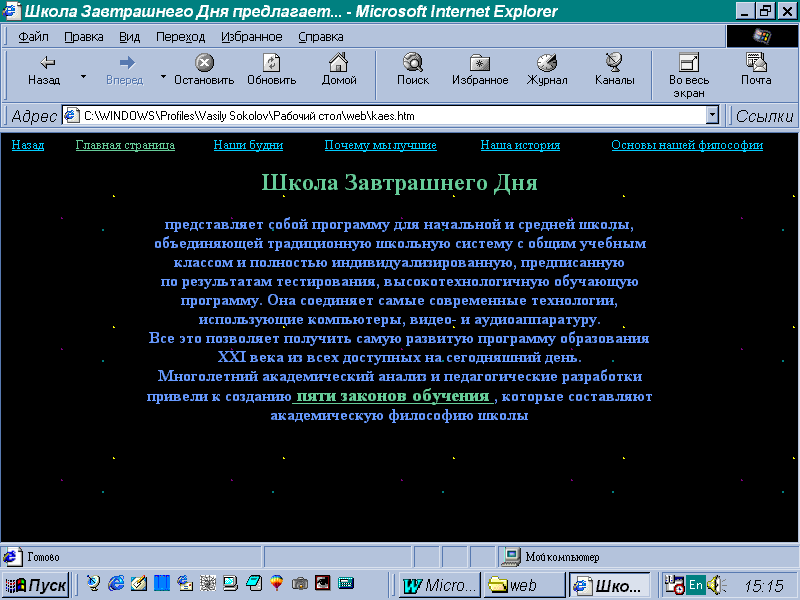 Школа Завтрашнего Дня предлагает... - Microsoft Internet Explorer
Файл Правка Вид Переход Избранное Справка
Назад Вперед Остановить Обновить Домой Поиск Избранное Журнал Каналы Во весь экран Почта
Адрес C:\WINDOWS\Profiles\Vasily Sokolov\Рабочий стол\web\kaes.htm Ссылки
Назад Главная страница Наши будни Почему мы лучшие Наша история Основы нашей философии
Школа Завтрашнего Дня
представляет собой программу для начальной и средней школы,
объединяющей традиционную школьную систему с общим учебным
классом и полностью индивидуализированную, предписанную
по результатам тестирования, высокотехнологичную обучающую
программу. Она соединяет самые современные технологии,
использующие компьютеры, видео- и аудиоаппаратуру.
Все это позволяет получить самую развитую программу образования
XXI века из всех доступных на сегодняшний день.
Многолетний академический анализ и педагогические разработки
привели к созданию пяти законов обучения , которые составляют
академическую философию школы
Готово Мой компьютер
Пуск Micro... web Шко... En 15:15